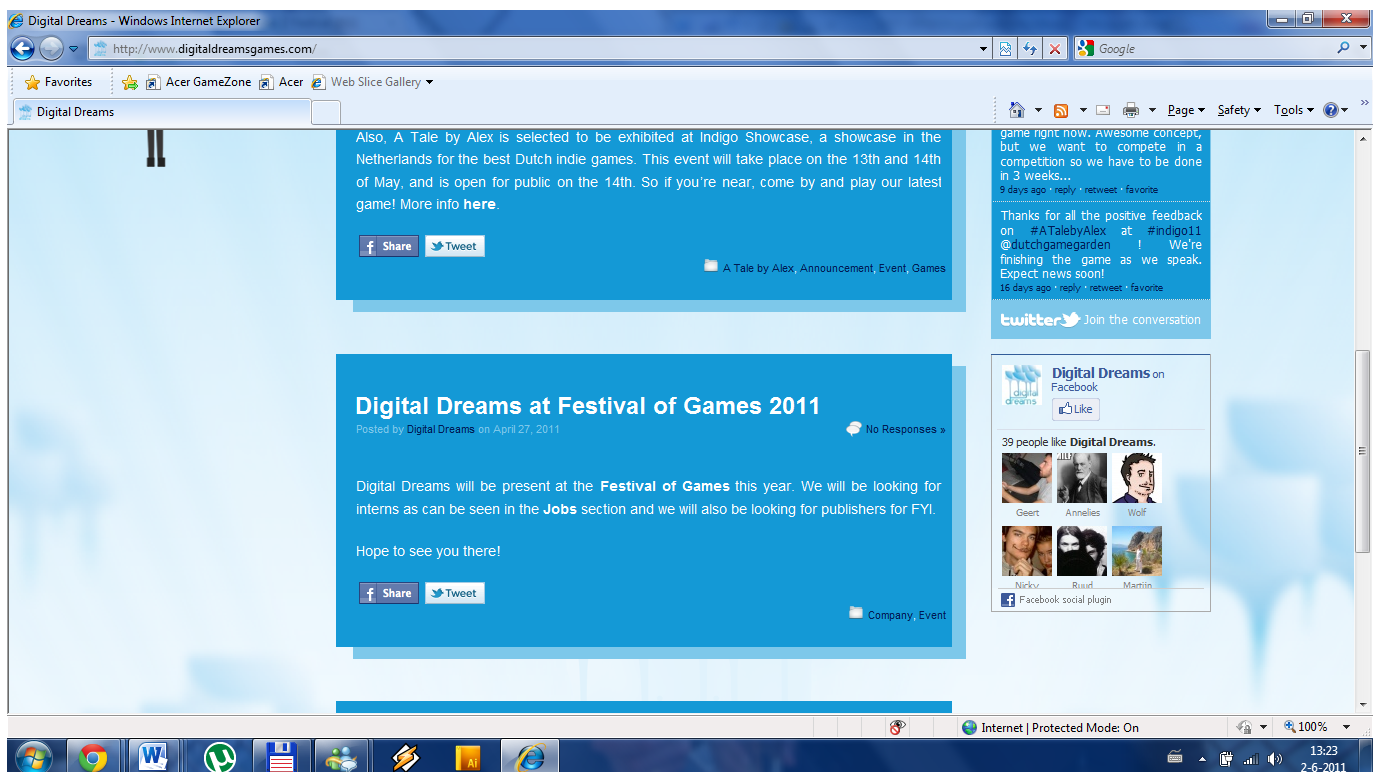 Digital Dreams - Windows Internet Explorer
http://www.digitaldreamsgames.com/
Google
Favorites
Acer GameZone
Acer
Web Slice Gallery
Digital Dreams
Page
Safety
Tools
Also, A Tale by Alex is selected to be exhibited at Indigo Showcase, a showcase in the
Netherlands for the best Dutch indie games. This event will take place on the 13th and 14th
of May, and is open for public on the 14th. So if you're near, come by and play our latest
game! More info here.
Share
Tweet
A Tale by Alex, Announcement, Event, Games
Digital Dreams at Festival of Games 2011
Posted by Digital Dreams on April 27, 2011
No Responses »
Digital Dreams will be present at the Festival of Games this year. We will be looking for
interns as can be seen in the Jobs section and we will also be looking for publishers for FYI.
Hope to see you there!
Share
Tweet
Company, Event
game right now. Awesome concept,
but we want to compete in a
competition so we have to be done
in 3 weeks...
9 days ago · reply · retweet · favorite
Thanks for all the positive feedback
on #ATalebyAlex at #indigo11
@dutchgamegarden ! We're
finishing the game as we speak.
Expect news soon!
16 days ago · reply · retweet · favorite
twitter Join the conversation
digital
dreams
Digital Dreams on
Facebook
Like
39 people like Digital Dreams.
Geert Annelies Wolf
Nicky Ruud Martijn
Facebook social plugin
Internet | Protected Mode: On
100%
W
Ai
13:23
2-6-2011